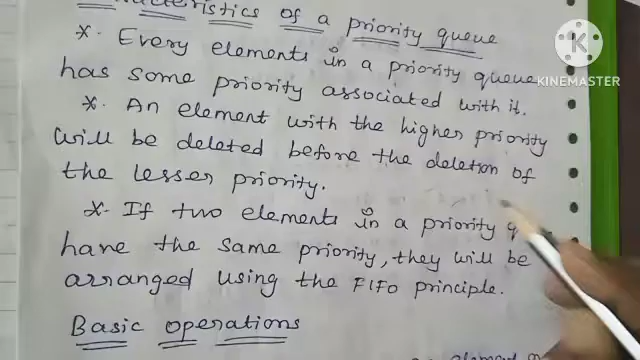 Characteristics of a priority queue
*. Every elements in a priority queue
has some priority associated with it.
*. An element with the higher priority
will be deleted before the deletion of
the lesser priority.
*. If two elements in a priority
have the same priority, they will be
arranged using the FIFO principle.
Basic operations
an element
K
KINEMASTER